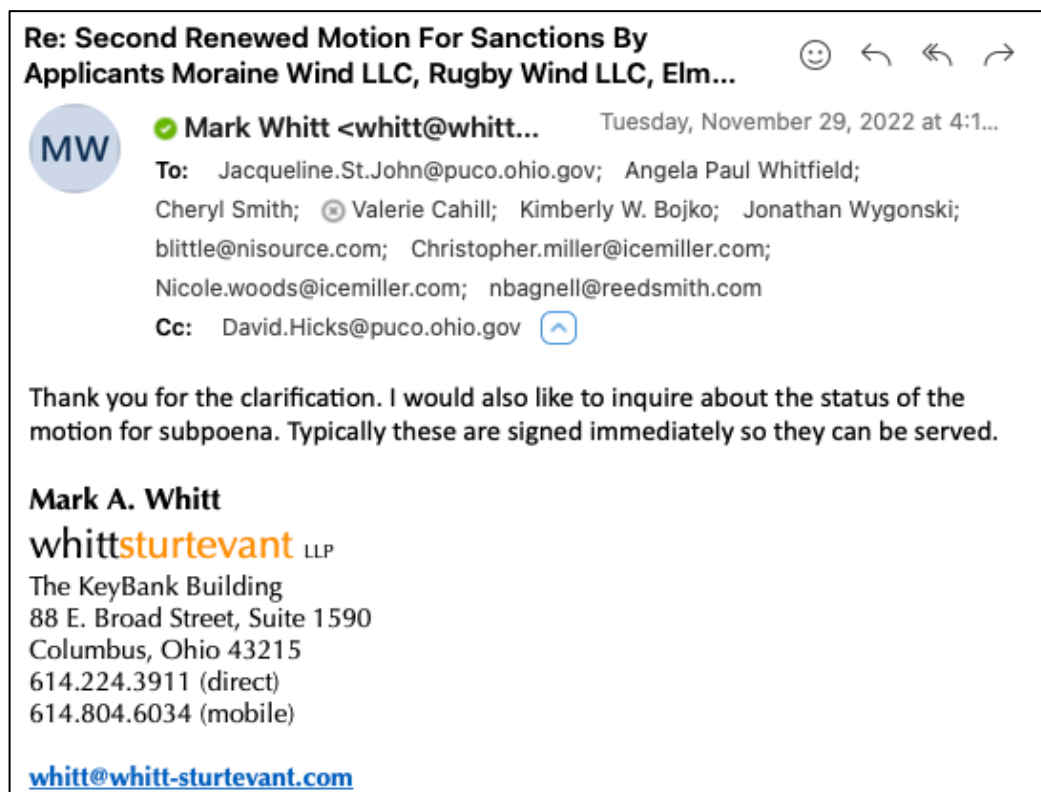 Re: Second Renewed Motion For Sanctions By
Applicants Moraine Wind LLC, Rugby Wind LLC, Elm...
MW
Mark Whitt <whitt@whitt...
Tuesday, November 29, 2022 at 4:1...
To: Jacqueline.St.John@puco.ohio.gov; Angela Paul Whitfield;
Cheryl Smith; Valerie Cahill; Kimberly W. Bojko; Jonathan Wygonski;
blittle@nisource.com; Christopher.miller@icemiller.com;
Nicole.woods@icemiller.com; nbagnell@reedsmith.com
Cc: David.Hicks@puco.ohio.gov
Thank you for the clarification. I would also like to inquire about the status of the
motion for subpoena. Typically these are signed immediately so they can be served.
Mark A. Whitt
whittsturtevant LLP
The KeyBank Building
88 E. Broad Street, Suite 1590
Columbus, Ohio 43215
614.224.3911 (direct)
614.804.6034 (mobile)
whitt@whitt-sturtevant.com